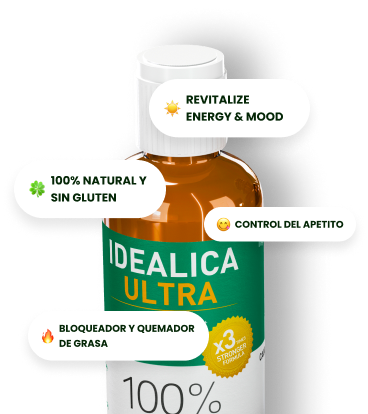 REVITALIZE
ENERGY & MOOD
100% NATURAL Y
SIN GLUTEN
CONTROL DEL APETITO
IDEALICA
ULTRA
BLOQUEADOR Y QUEMADOR
DE GRASA
x3
STRONGER
FORMULA
100%